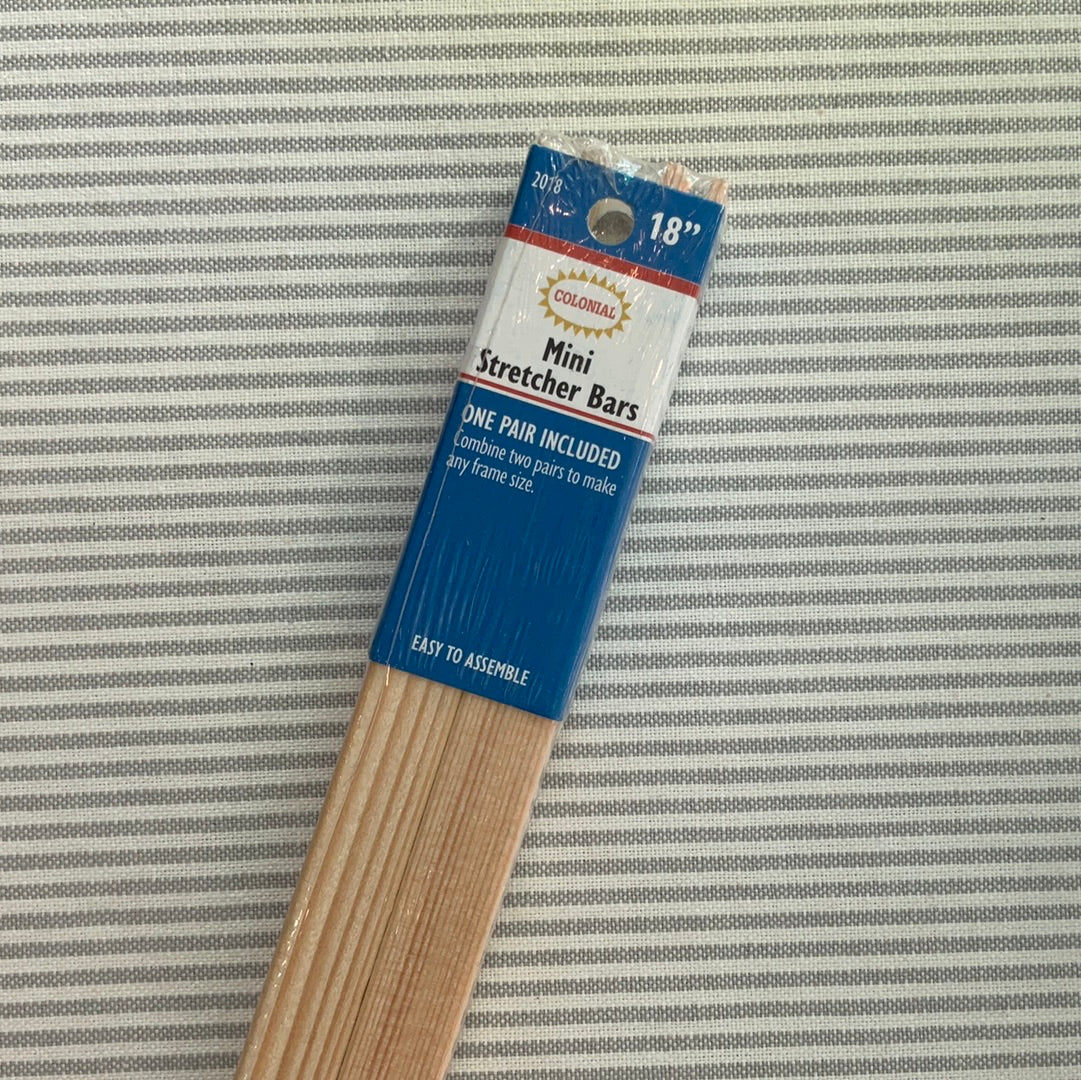 2018
18”
COLONIAL
Mini
Stretcher Bars
ONE PAIR INCLUDED
Combine two pairs to make
any frame size.
EASY TO ASSEMBLE